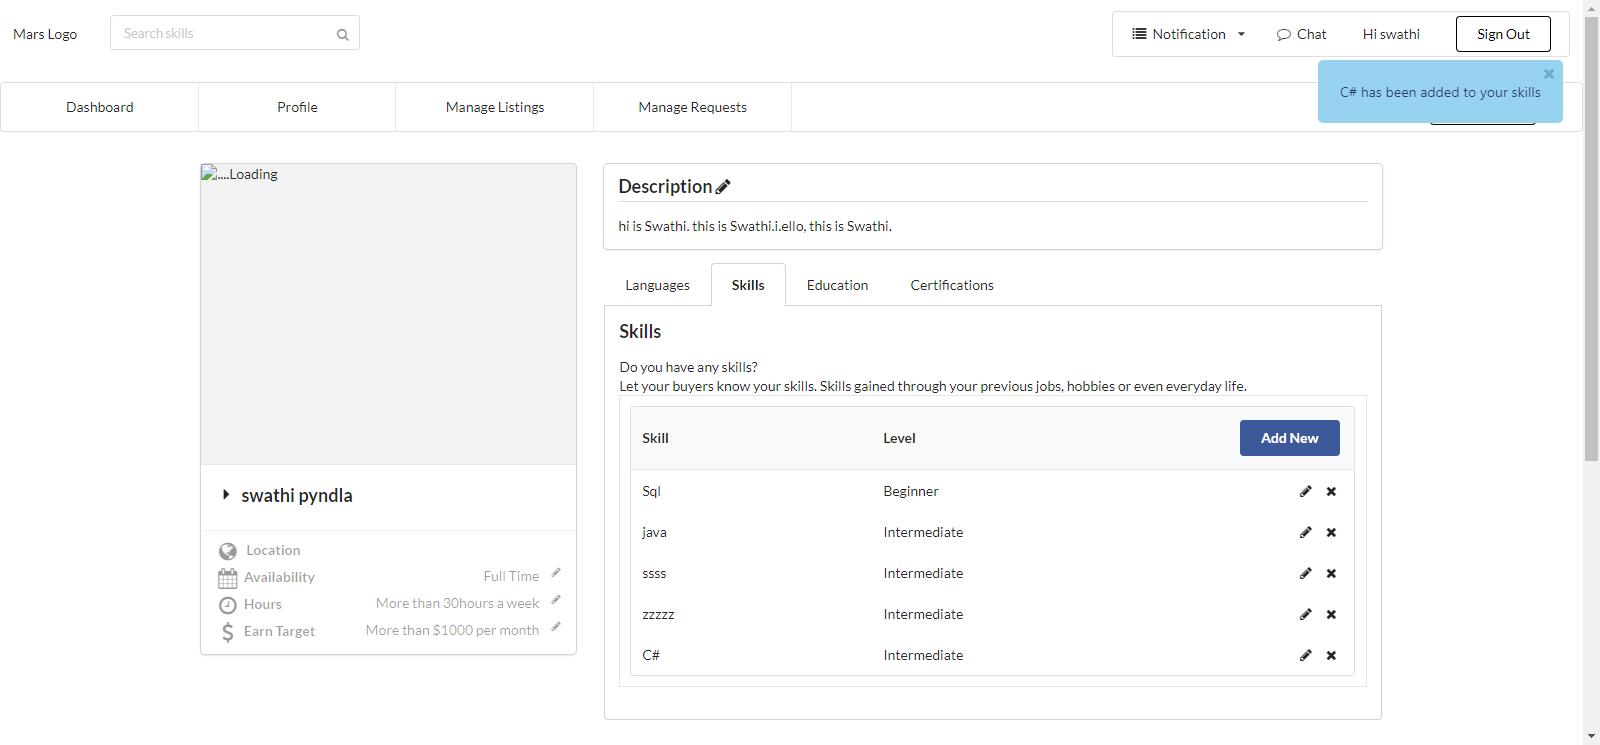 Mars Logo
Search skills
Notification
Chat
Hi swathi
Sign Out
C# has been added to your skills
Dashboard
Profile
Manage Listings
Manage Requests
....Loading
swathi pyndla
Location
Availability Full Time
Hours More than 30hours a week
Earn Target More than $1000 per month
Description
hi is Swathi. this is Swathi.i.ello, this is Swathi.
Languages Skills Education Certifications
Skills
Do you have any skills?
Let your buyers know your skills. Skills gained through your previous jobs, hobbies or even everyday life.
Skill Level Add New
Sql Beginner
java Intermediate
ssss Intermediate
zzzzz Intermediate
C# Intermediate